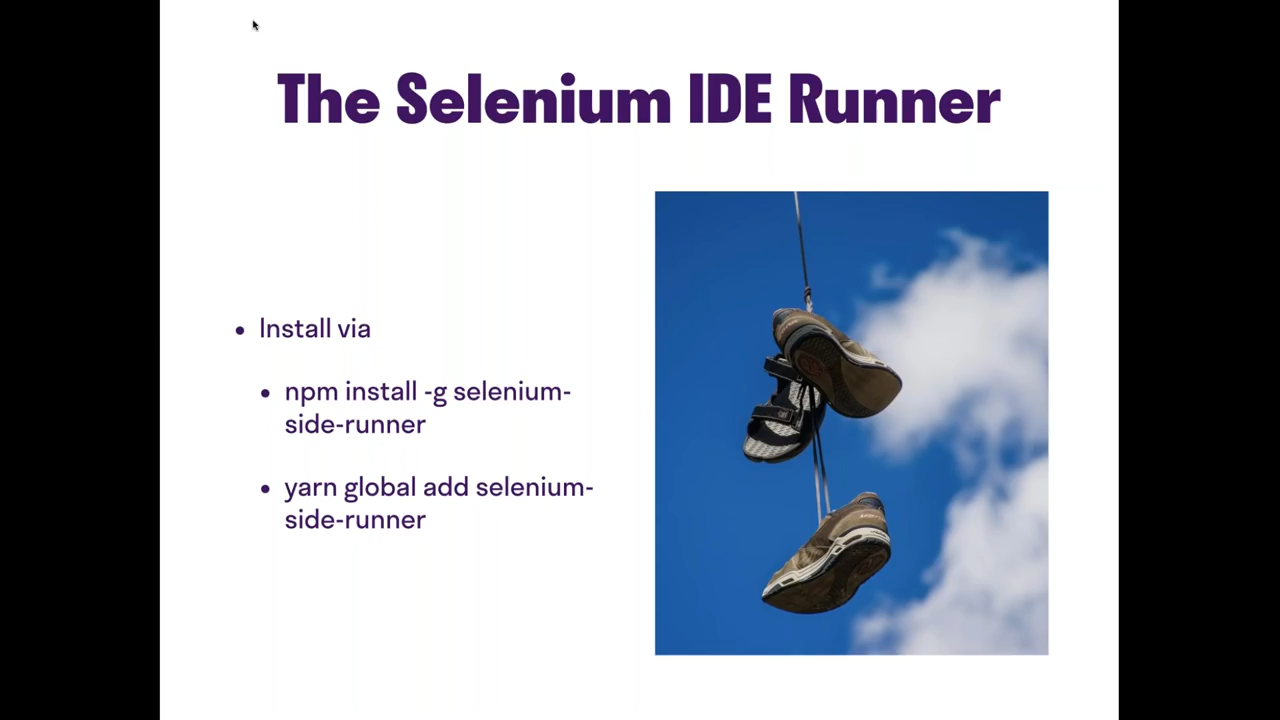 The Selenium IDE Runner
• Install via
• npm install -g selenium-
side-runner
• yarn global add selenium-
side-runner